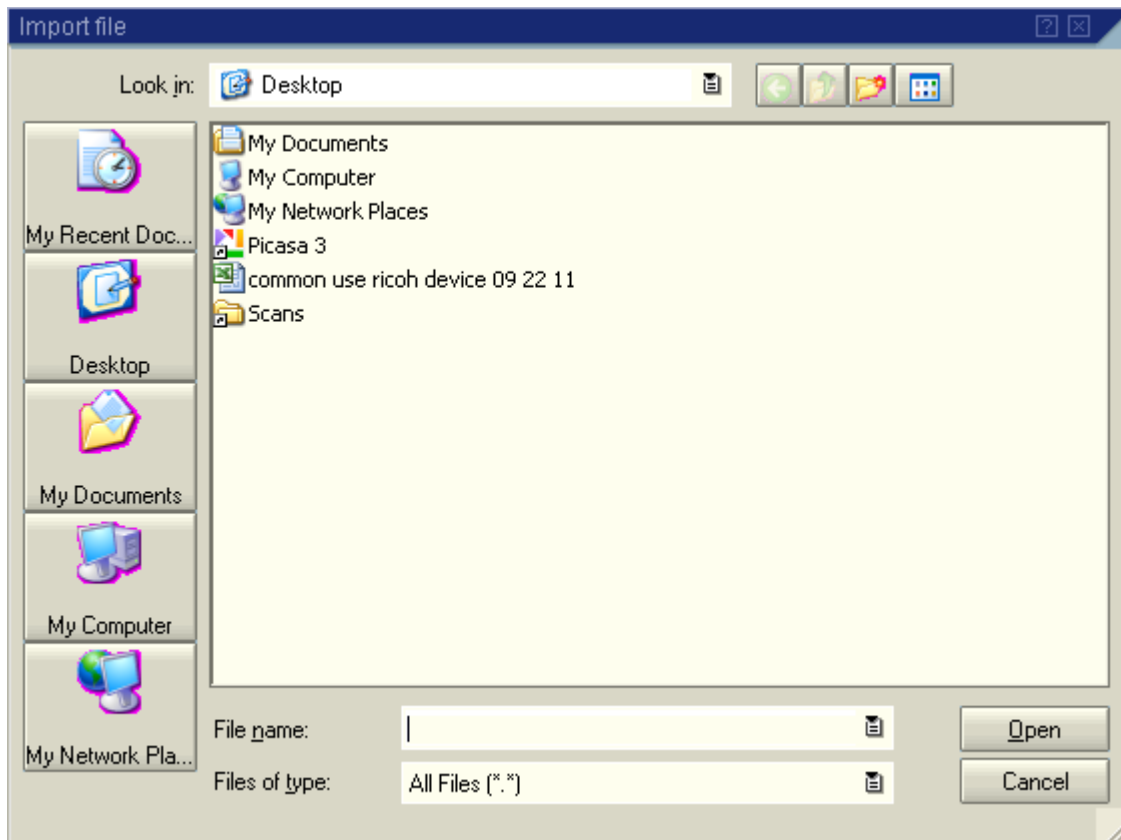 Import file
Look in:
Desktop
My Recent Doc...
Desktop
My Documents
My Computer
My Network Pla...
My Documents
My Computer
My Network Places
Picasa 3
common use ricoh device 09 22 11
Scans
File name:
Open
Files of type:
All Files (*.*)
Cancel